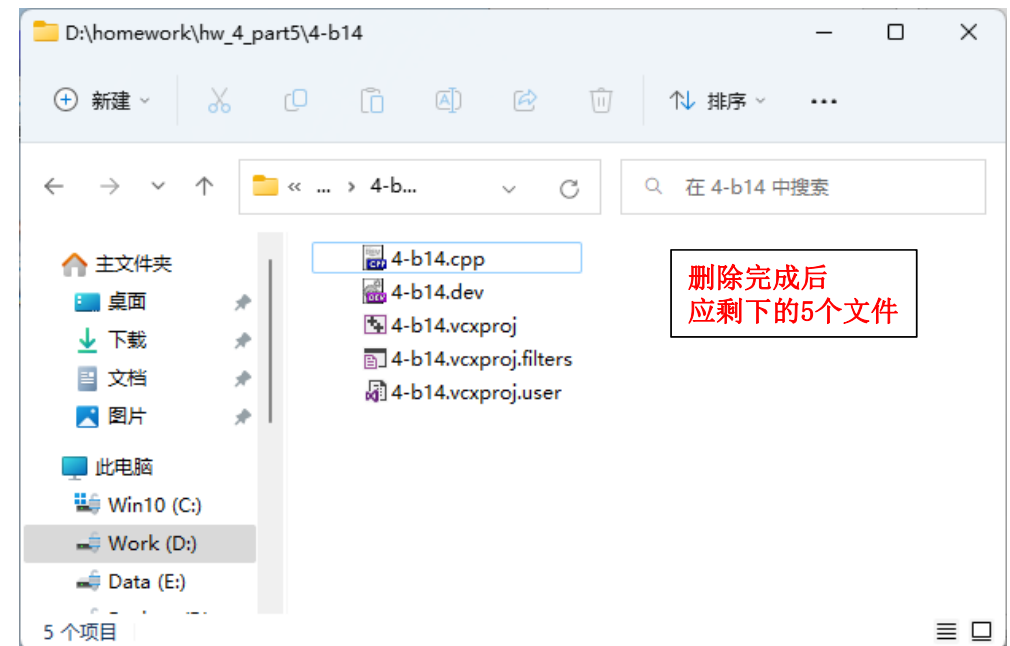 D:\homework\hw_4_part5\4-b14
新建
排序
« ... › 4-b...
在 4-b14 中搜索
主文件夹
桌面
下载
文档
图片
此电脑
Win10 (C:)
Work (D:)
Data (E:)
4-b14.cpp
4-b14.dev
4-b14.vcxproj
4-b14.vcxproj.filters
4-b14.vcxproj.user
删除完成后
应剩下的5个文件
5 个项目